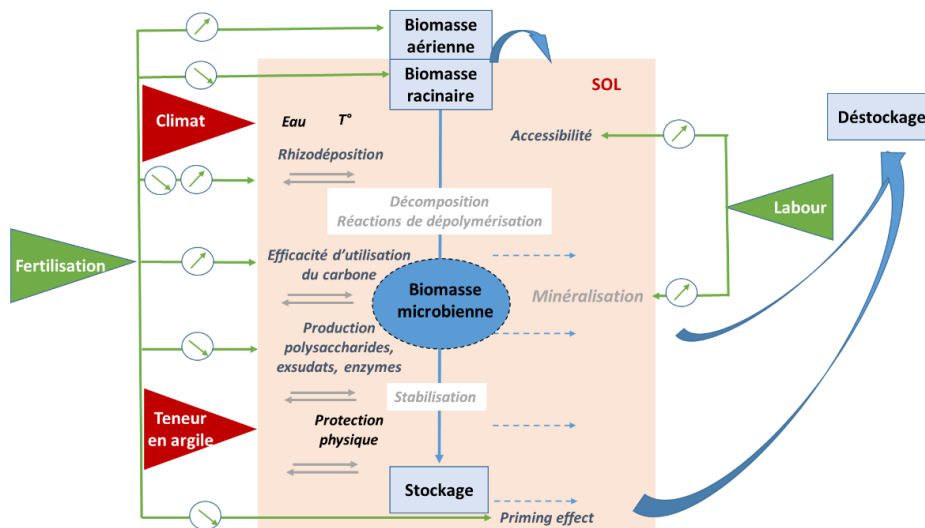 Biomasse
aérienne
Biomasse
racinaire
SOL
Climat
Eau T°
Accessibilité
Déstockage
Rhizodéposition
Décomposition
Réactions de dépolymérisation
Labour
Fertilisation
Efficacité d'utilisation
du carbone
Biomasse
microbienne
Minéralisation
Production
polysaccharides,
exsudats, enzymes
Stabilisation
Teneur
en argile
Protection
physique
Stockage
Priming effect